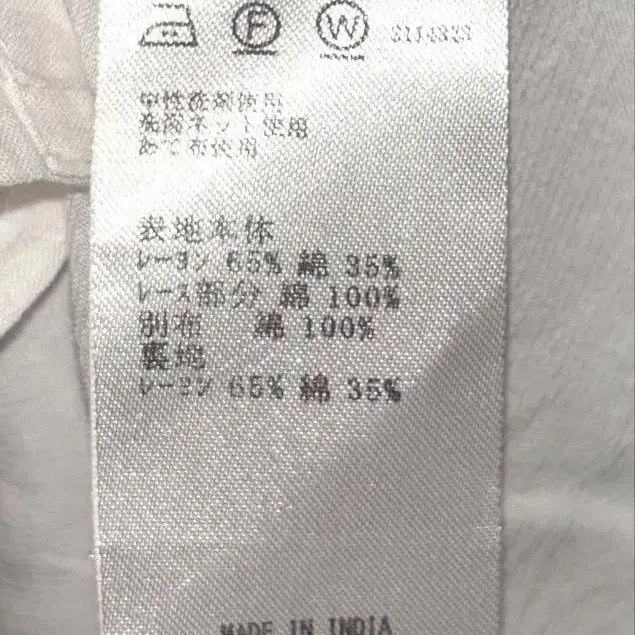 F W
中性洗剤使用
洗濯ネット使用
あて布使用
表地本体
レーヨン 65% 綿 35%
レース部分 綿 100%
別布 綿 100%
裏地
レーヨン 65% 綿 35%
MADE IN INDIA